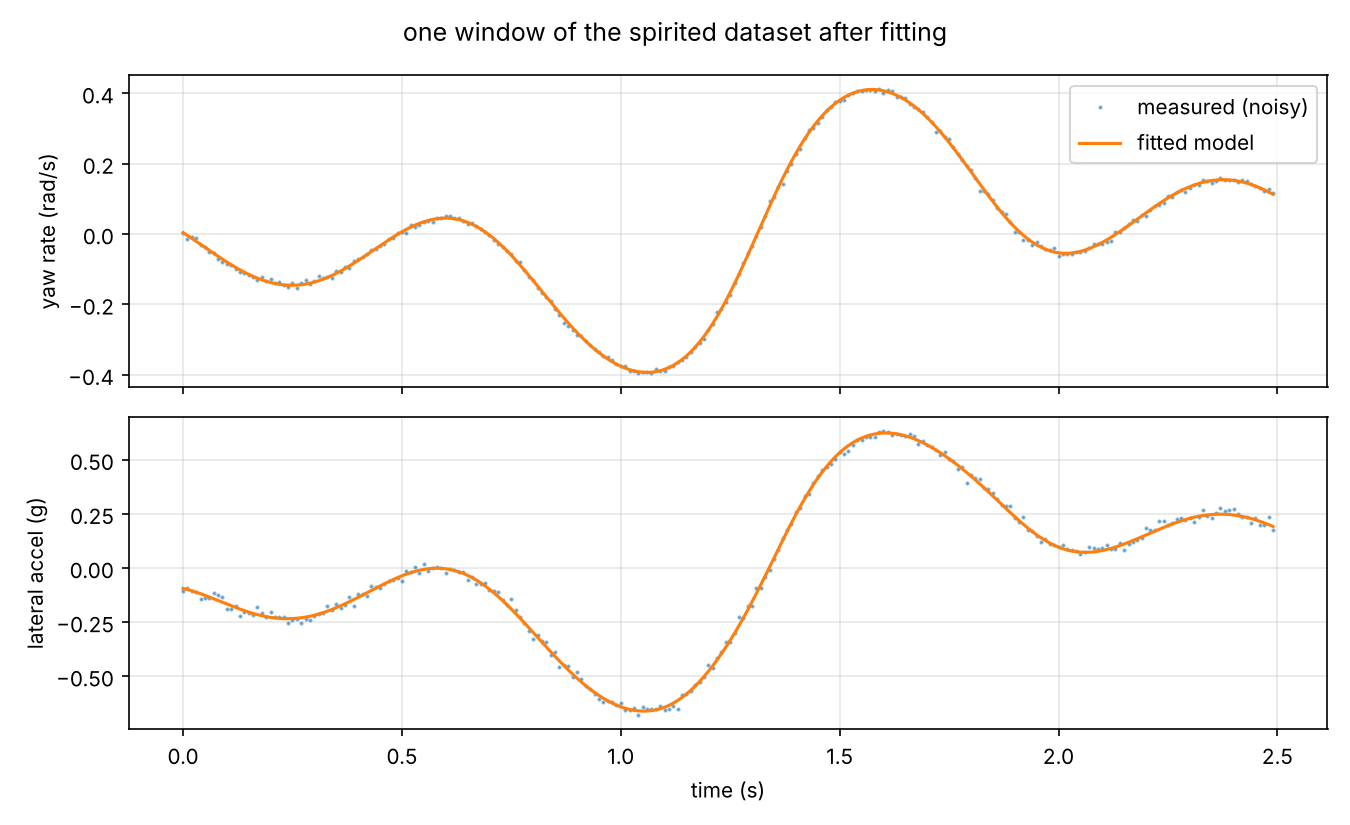 one window of the spirited dataset after fitting
0.4
0.2
0.0
−0.2
−0.4
yaw rate (rad/s)
measured (noisy)
fitted model
0.50
0.25
0.00
−0.25
−0.50
lateral accel (g)
0.0 0.5 1.0 1.5 2.0 2.5
time (s)